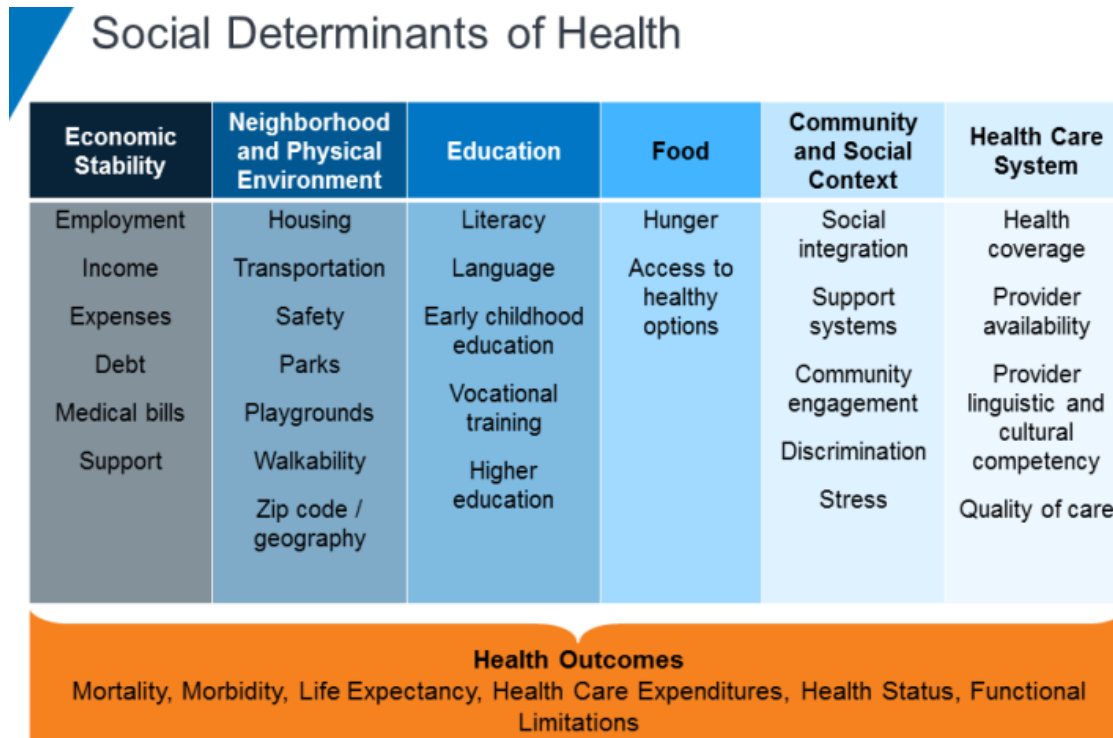 Social Determinants of Health
Economic
Stability
Neighborhood
and Physical
Environment
Education
Food
Community
and Social
Context
Health Care
System
Employment
Income
Expenses
Debt
Medical bills
Support
Housing
Transportation
Safety
Parks
Playgrounds
Walkability
Zip code /
geography
Literacy
Language
Early childhood
education
Vocational
training
Higher
education
Hunger
Access to
healthy
options
Social
integration
Support
systems
Community
engagement
Discrimination
Stress
Health
coverage
Provider
availability
Provider
linguistic and
cultural
competency
Quality of care
Health Outcomes
Mortality, Morbidity, Life Expectancy, Health Care Expenditures, Health Status, Functional
Limitations